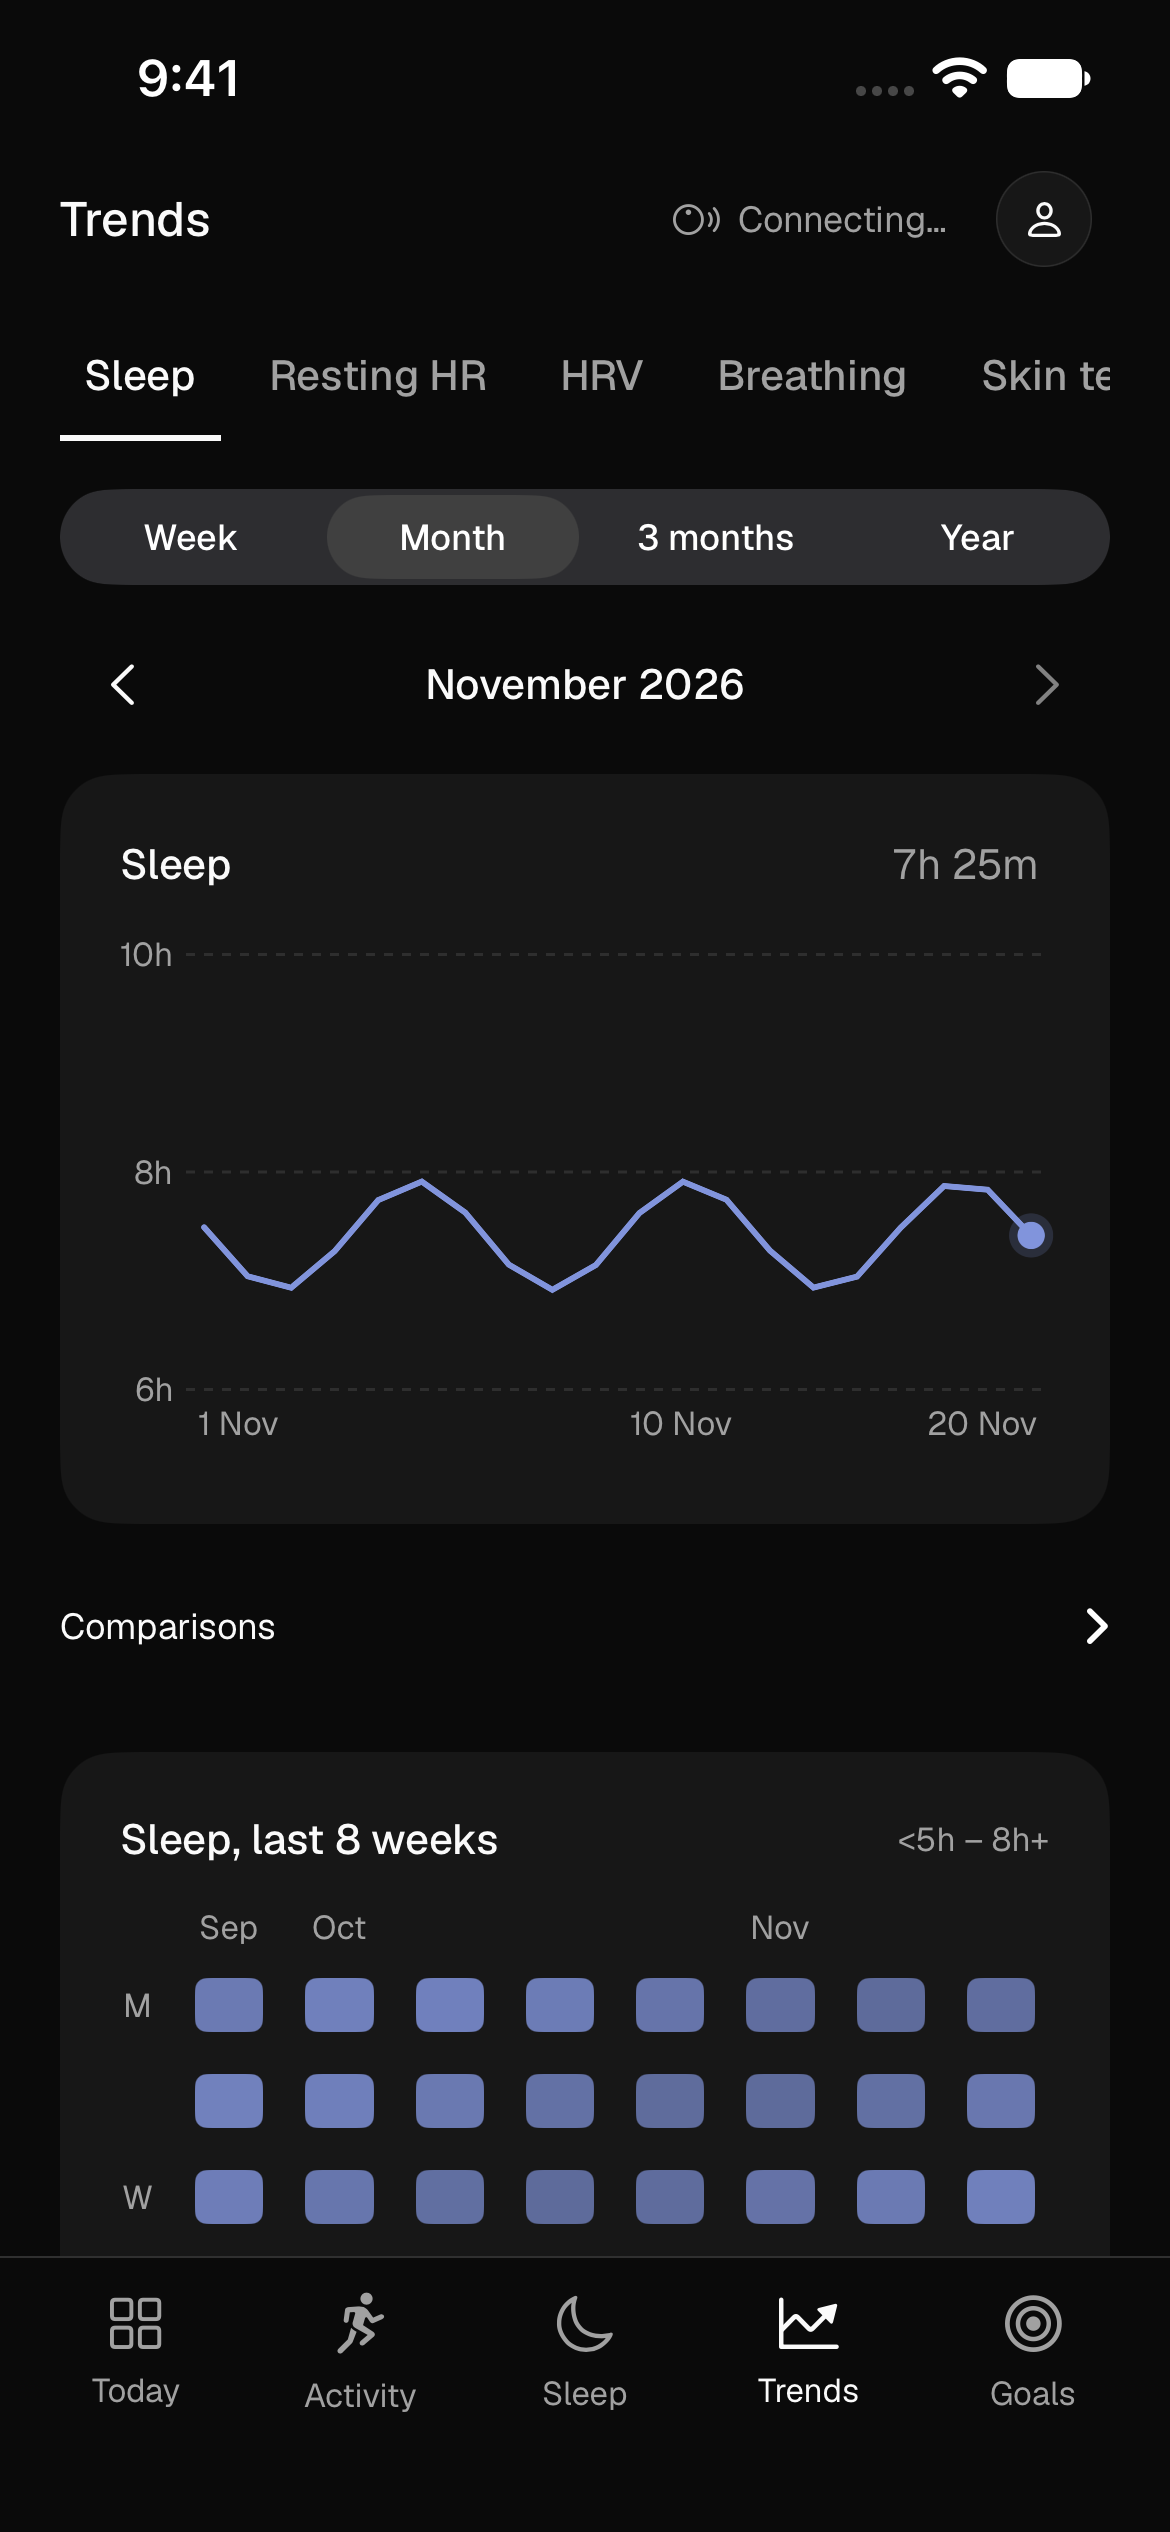 9:41
Trends
Connecting...
Sleep Resting HR HRV Breathing Skin te
Week Month 3 months Year
November 2026
Sleep 7h 25m
10h
8h
6h
1 Nov 10 Nov 20 Nov
Comparisons
Sleep, last 8 weeks <5h – 8h+
Sep Oct Nov
M
W
Today Activity Sleep Trends Goals